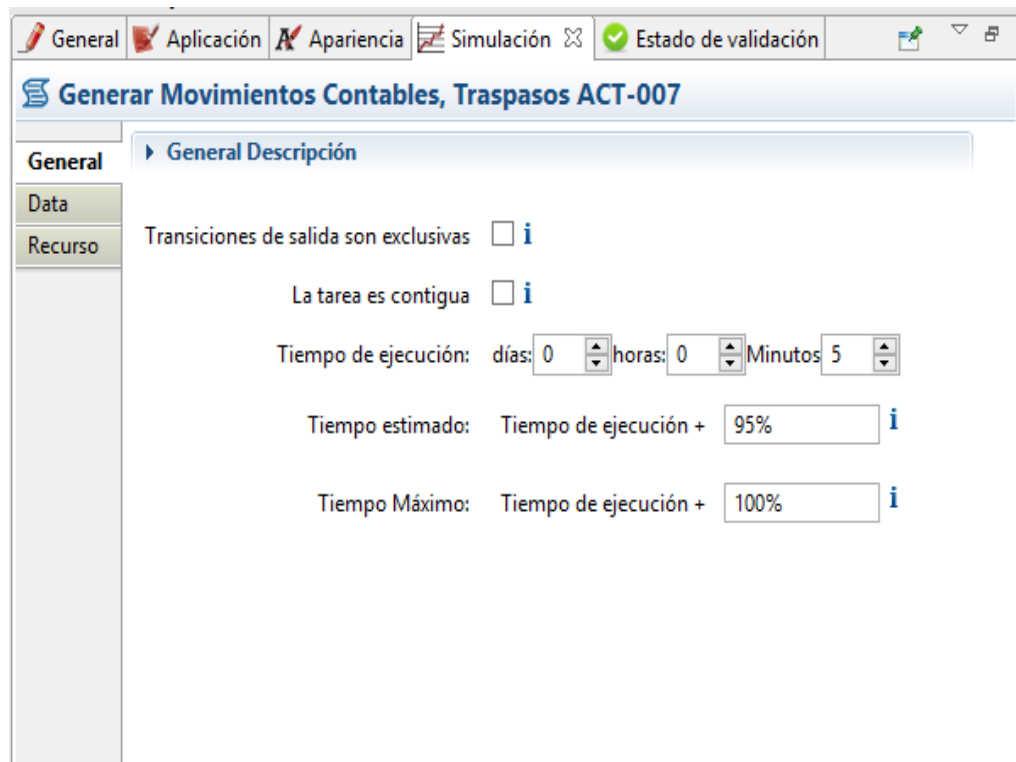 General Aplicación Apariencia Simulación Estado de validación
Generar Movimientos Contables, Traspasos ACT-007
General
General Descripción
Data
Recurso
Transiciones de salida son exclusivas i
La tarea es contigua i
Tiempo de ejecución: días: 0 horas: 0 Minutos 5
Tiempo estimado: Tiempo de ejecución + 95% i
Tiempo Máximo: Tiempo de ejecución + 100% i